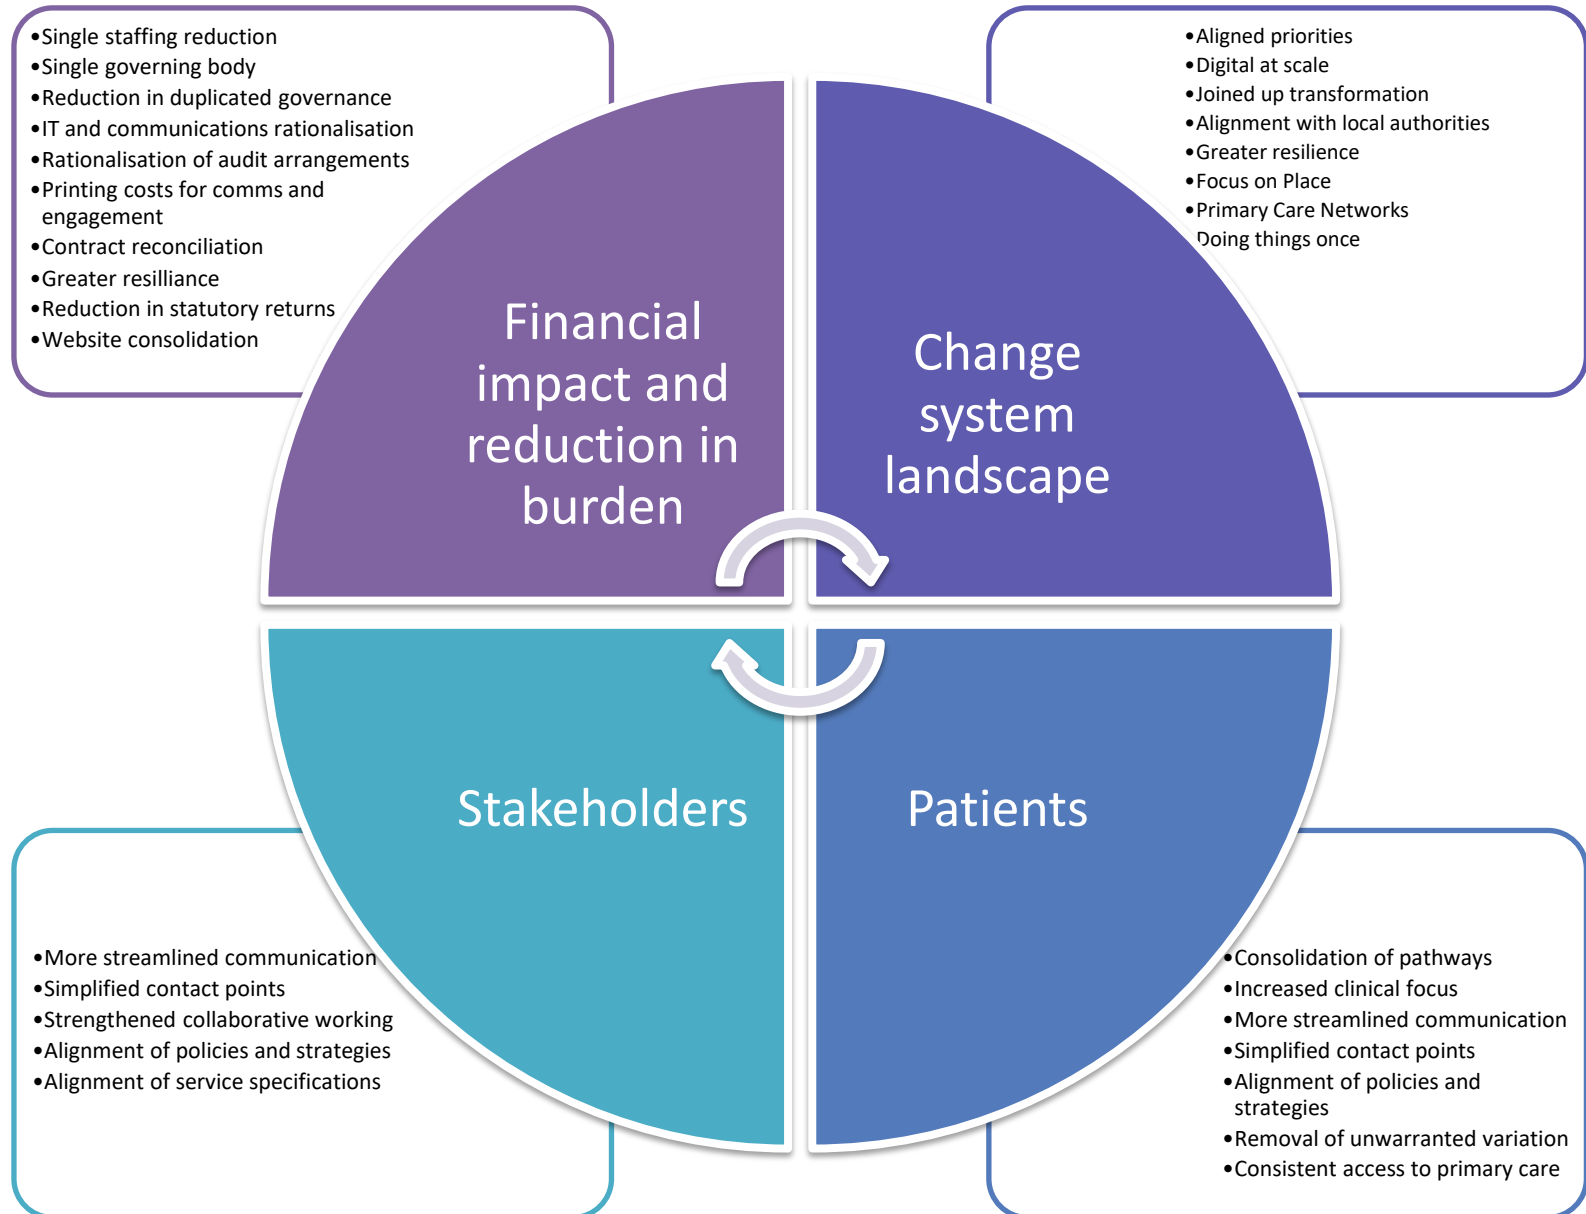 •Single staffing reduction
•Single governing body
•Reduction in duplicated governance
•IT and communications rationalisation
•Rationalisation of audit arrangements
•Printing costs for comms and
engagement
•Contract reconciliation
•Greater resilliance
•Reduction in statutory returns
•Website consolidation
•Aligned priorities
•Digital at scale
•Joined up transformation
•Alignment with local authorities
•Greater resilience
•Focus on Place
•Primary Care Networks
•Doing things once
Financial
impact and
reduction in
burden
Change
system
landscape
Stakeholders
Patients
•More streamlined communication
•Simplified contact points
•Strengthened collaborative working
•Alignment of policies and strategies
•Alignment of service specifications
•Consolidation of pathways
•Increased clinical focus
•More streamlined communication
•Simplified contact points
•Alignment of policies and
strategies
•Removal of unwarranted variation
•Consistent access to primary care